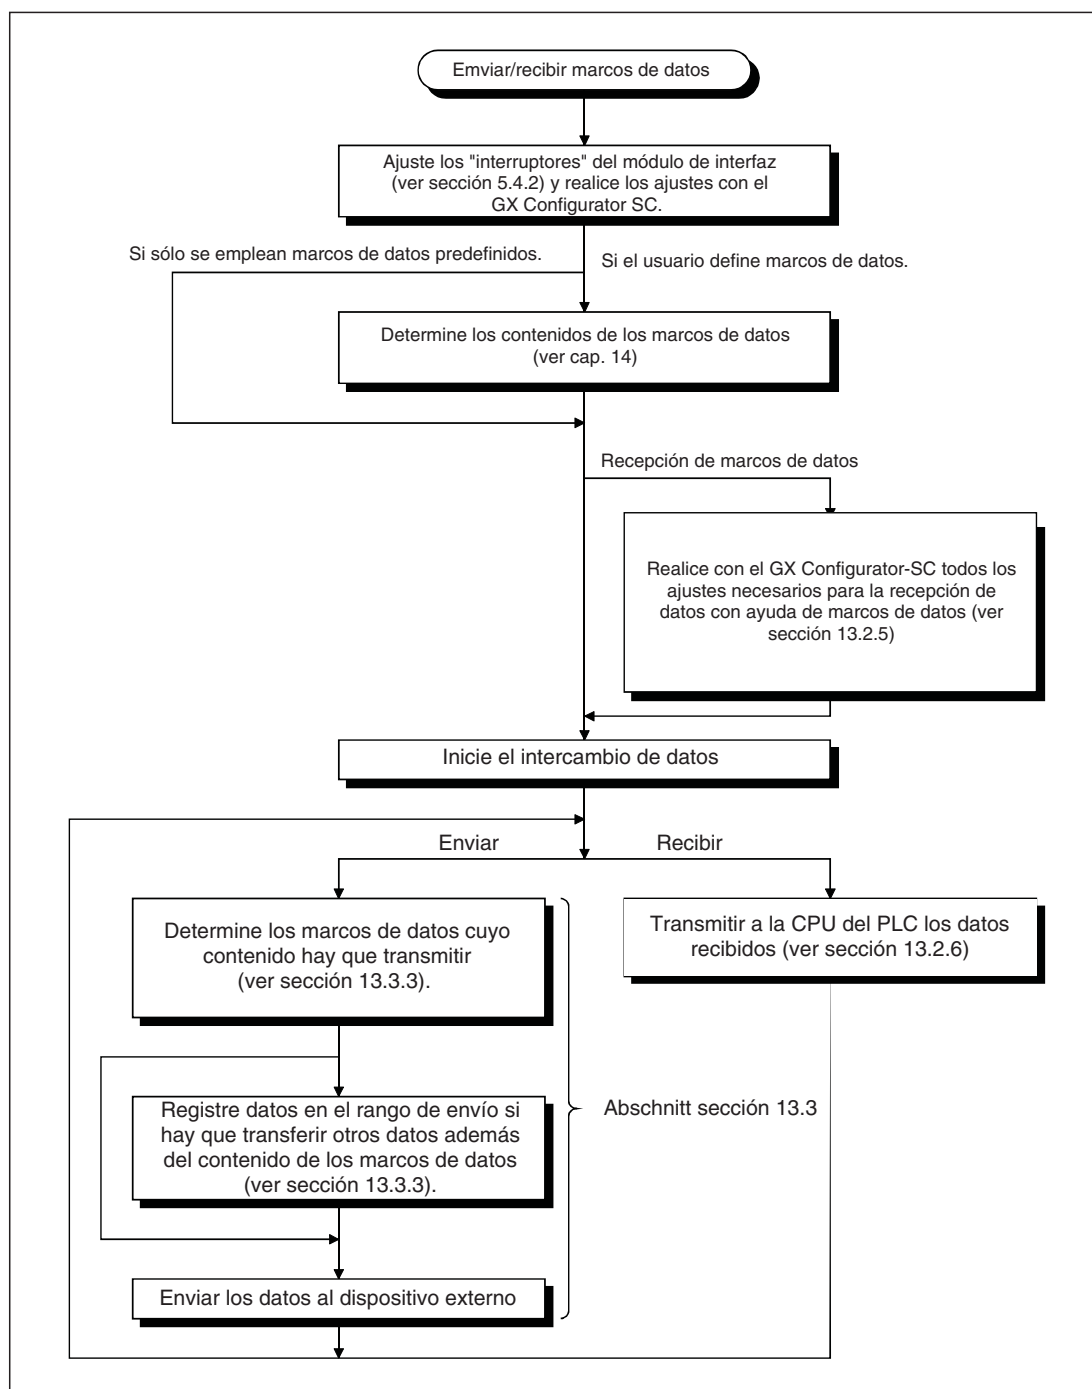 Emviar/recibir marcos de datos
Ajuste los "interruptores" del módulo de interfaz
(ver sección 5.4.2) y realice los ajustes con el
GX Configurator SC.
Si sólo se emplean marcos de datos predefinidos.
Si el usuario define marcos de datos.
Determine los contenidos de los marcos de datos
(ver cap. 14)
Recepción de marcos de datos
Realice con el GX Configurator-SC todos los
ajustes necesarios para la recepción de
datos con ayuda de marcos de datos (ver
sección 13.2.5)
Inicie el intercambio de datos
Enviar
Recibir
Determine los marcos de datos cuyo
contenido hay que transmitir
(ver sección 13.3.3).
Transmitir a la CPU del PLC los datos
recibidos (ver sección 13.2.6)
Registre datos en el rango de envío si
hay que transferir otros datos además
del contenido de los marcos de datos
(ver sección 13.3.3).
Abschnitt sección 13.3
Enviar los datos al dispositivo externo